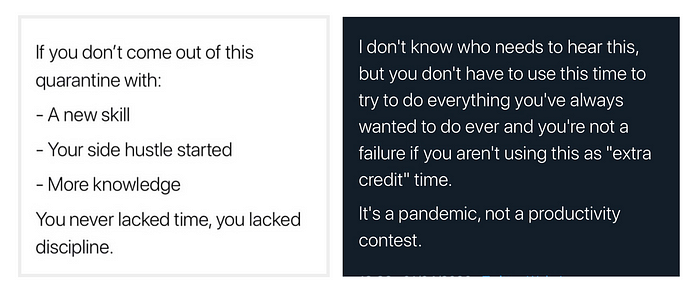 If you don’t come out of this
quarantine with:
- A new skill
- Your side hustle started
- More knowledge
You never lacked time, you lacked
discipline.
I don't know who needs to hear this,
but you don't have to use this time to
try to do everything you've always
wanted to do ever and you're not a
failure if you aren't using this as "extra
credit" time.
It's a pandemic, not a productivity
contest.